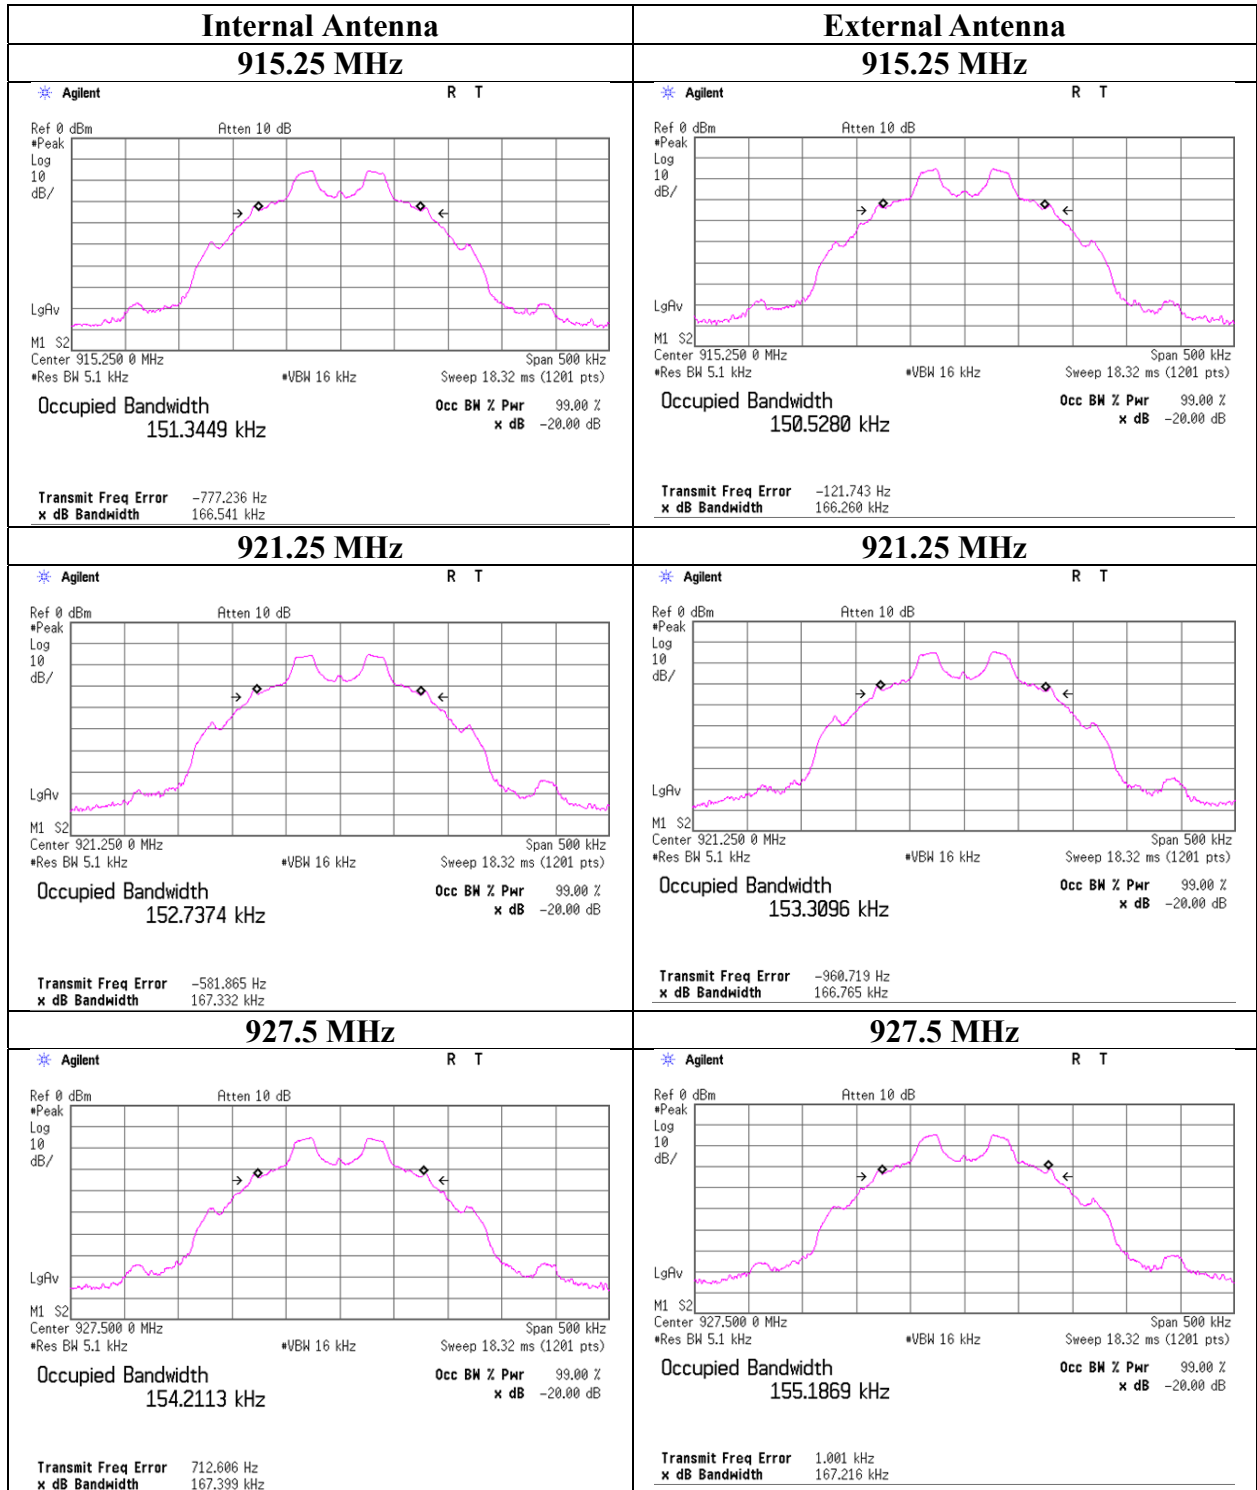 Internal Antenna
External Antenna
915.25 MHz
915.25 MHz
Agilent
R T
Ref 0 dBm
Atten 10 dB
#Peak
Log
10
dB/
LgAv
M1 S2
Center 915.250 0 MHz
Span 500 kHz
#Res BW 5.1 kHz
#VBW 16 kHz
Sweep 18.32 ms (1201 pts)
Occupied Bandwidth
151.3449 kHz
Occ BW % Pwr 99.00 %
x dB -20.00 dB
Transmit Freq Error -777.236 Hz
x dB Bandwidth 166.541 kHz
Agilent
R T
Ref 0 dBm
Atten 10 dB
#Peak
Log
10
dB/
LgAv
M1 S2
Center 915.250 0 MHz
Span 500 kHz
#Res BW 5.1 kHz
#VBW 16 kHz
Sweep 18.32 ms (1201 pts)
Occupied Bandwidth
150.5280 kHz
Occ BW % Pwr 99.00 %
x dB -20.00 dB
Transmit Freq Error -121.743 Hz
x dB Bandwidth 166.260 kHz
921.25 MHz
921.25 MHz
Agilent
R T
Ref 0 dBm
Atten 10 dB
#Peak
Log
10
dB/
LgAv
M1 S2
Center 921.250 0 MHz
Span 500 kHz
#Res BW 5.1 kHz
#VBW 16 kHz
Sweep 18.32 ms (1201 pts)
Occupied Bandwidth
152.7374 kHz
Occ BW % Pwr 99.00 %
x dB -20.00 dB
Transmit Freq Error -581.865 Hz
x dB Bandwidth 167.332 kHz
Agilent
R T
Ref 0 dBm
Atten 10 dB
#Peak
Log
10
dB/
LgAv
M1 S2
Center 921.250 0 MHz
Span 500 kHz
#Res BW 5.1 kHz
#VBW 16 kHz
Sweep 18.32 ms (1201 pts)
Occupied Bandwidth
153.3096 kHz
Occ BW % Pwr 99.00 %
x dB -20.00 dB
Transmit Freq Error -960.719 Hz
x dB Bandwidth 166.765 kHz
927.5 MHz
927.5 MHz
Agilent
R T
Ref 0 dBm
Atten 10 dB
#Peak
Log
10
dB/
LgAv
M1 S2
Center 927.500 0 MHz
Span 500 kHz
#Res BW 5.1 kHz
#VBW 16 kHz
Sweep 18.32 ms (1201 pts)
Occupied Bandwidth
154.2113 kHz
Occ BW % Pwr 99.00 %
x dB -20.00 dB
Transmit Freq Error 712.606 Hz
x dB Bandwidth 167.399 kHz
Agilent
R T
Ref 0 dBm
Atten 10 dB
#Peak
Log
10
dB/
LgAv
M1 S2
Center 927.500 0 MHz
Span 500 kHz
#Res BW 5.1 kHz
#VBW 16 kHz
Sweep 18.32 ms (1201 pts)
Occupied Bandwidth
155.1869 kHz
Occ BW % Pwr 99.00 %
x dB -20.00 dB
Transmit Freq Error 1.001 kHz
x dB Bandwidth 167.216 kHz